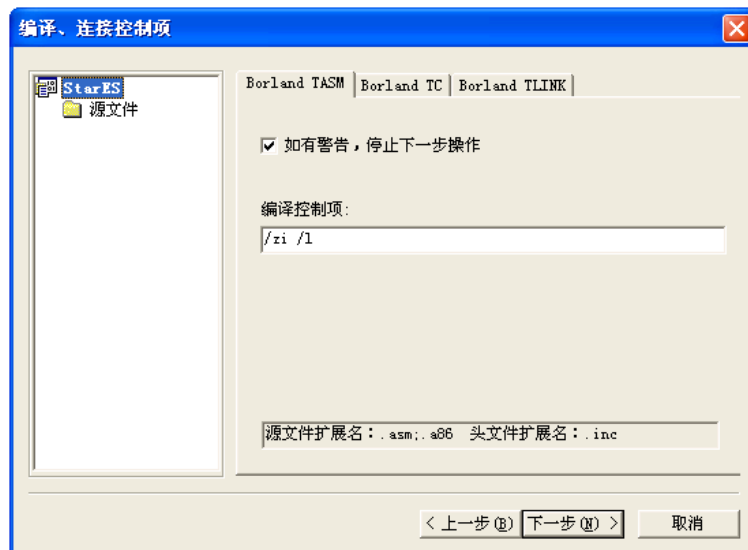 编译、连接控制项
StarES
源文件
Borland TASM Borland TC Borland TLINK
如有警告，停止下一步操作
编译控制项:
/zi /l
源文件扩展名：.asm;.a86 头文件扩展名：.inc
< 上一步(B) 下一步(N) > 取消